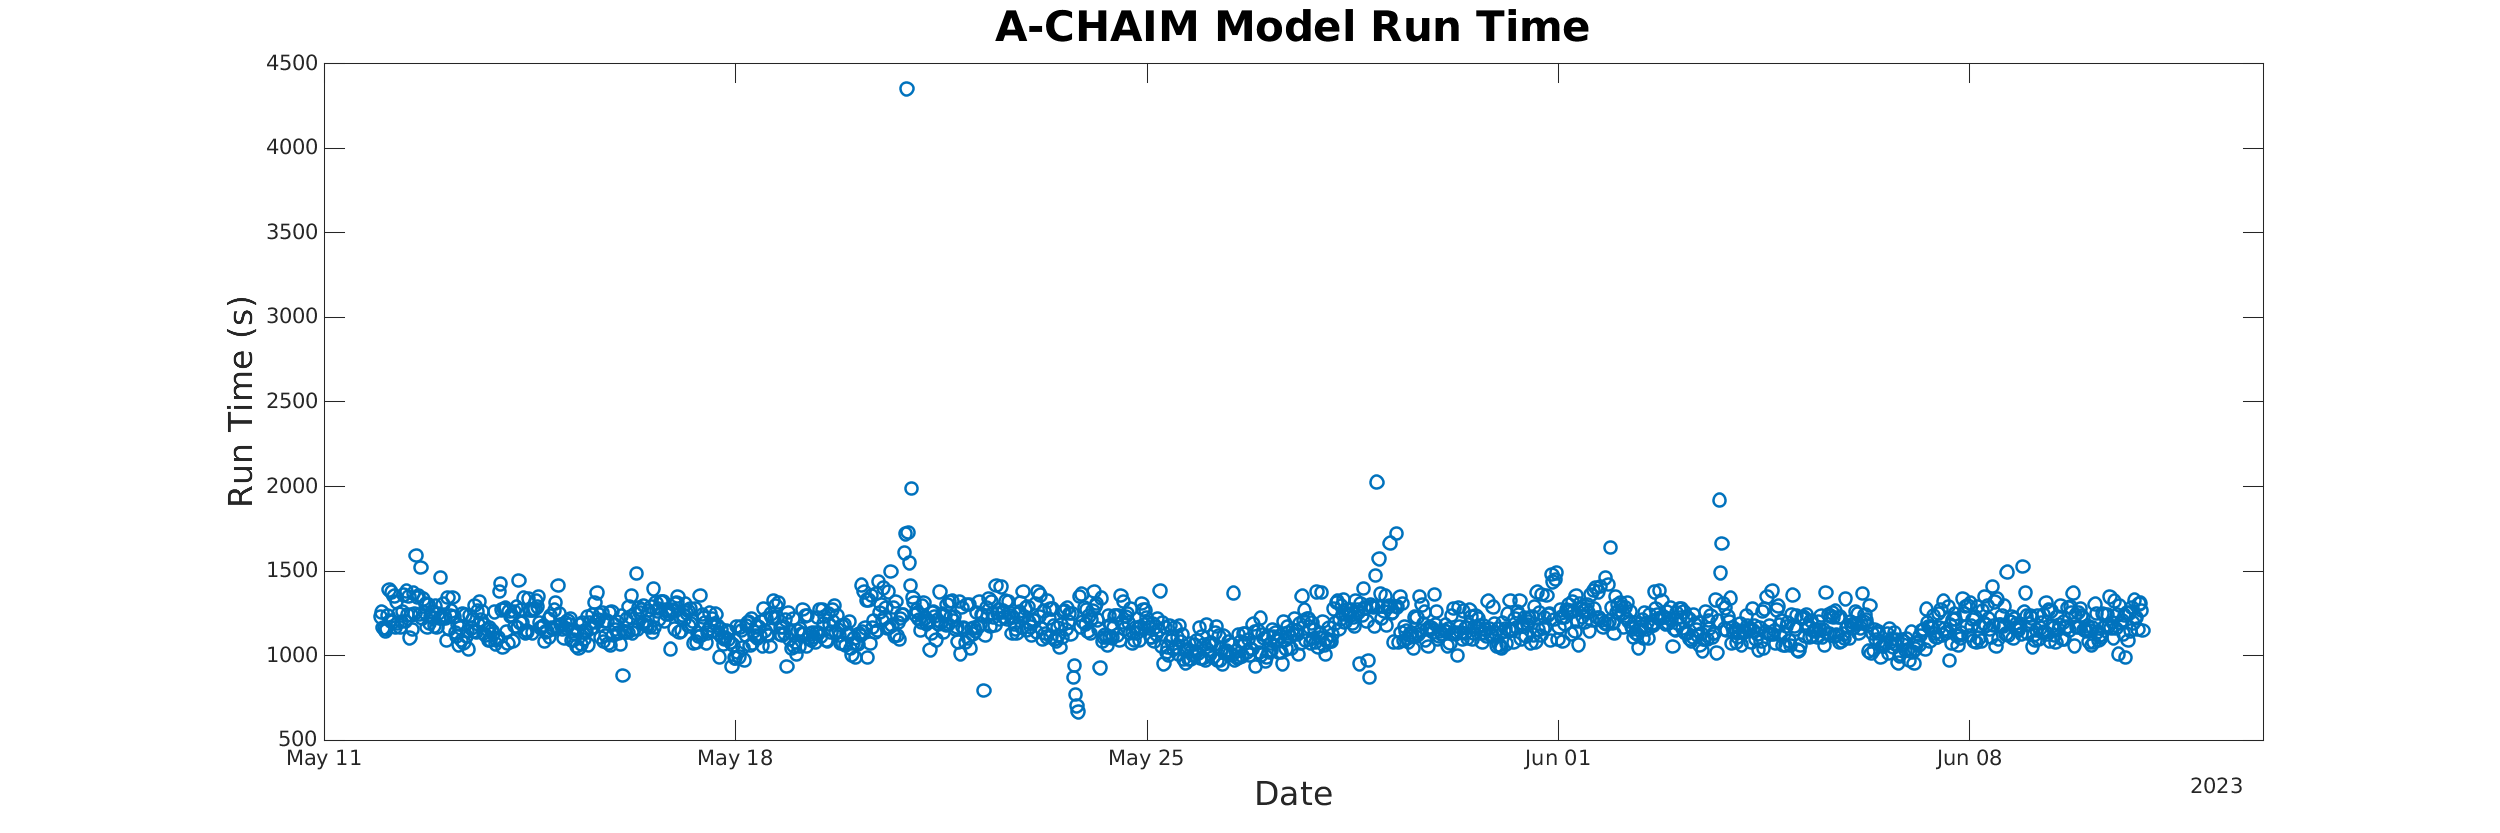 A-CHAIM Model Run Time
4500
4000
3500
3000
2500
2000
1500
1000
500
Run Time (s)
May 11
May 18
May 25
Jun 01
Jun 08
2023
Date